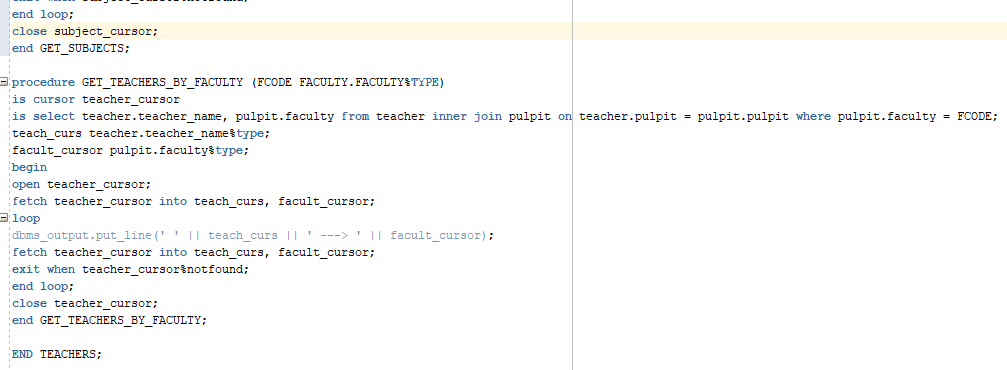 end loop;
close subject_cursor;
end GET_SUBJECTS;
procedure GET_TEACHERS_BY_FACULTY (FCODE FACULTY.FACULTY%TYPE)
is cursor teacher_cursor
is select teacher.teacher_name, pulpit.faculty from teacher inner join pulpit on teacher.pulpit = pulpit.pulpit where pulpit.faculty = FCODE;
teach_curs teacher.teacher_name%type;
facult_cursor pulpit.faculty%type;
begin
open teacher_cursor;
fetch teacher_cursor into teach_curs, facult_cursor;
loop
dbms_output.put_line(' ' || teach_curs || ' ---> ' || facult_cursor);
fetch teacher_cursor into teach_curs, facult_cursor;
exit when teacher_cursor%notfound;
end loop;
close teacher_cursor;
end GET_TEACHERS_BY_FACULTY;
END TEACHERS;